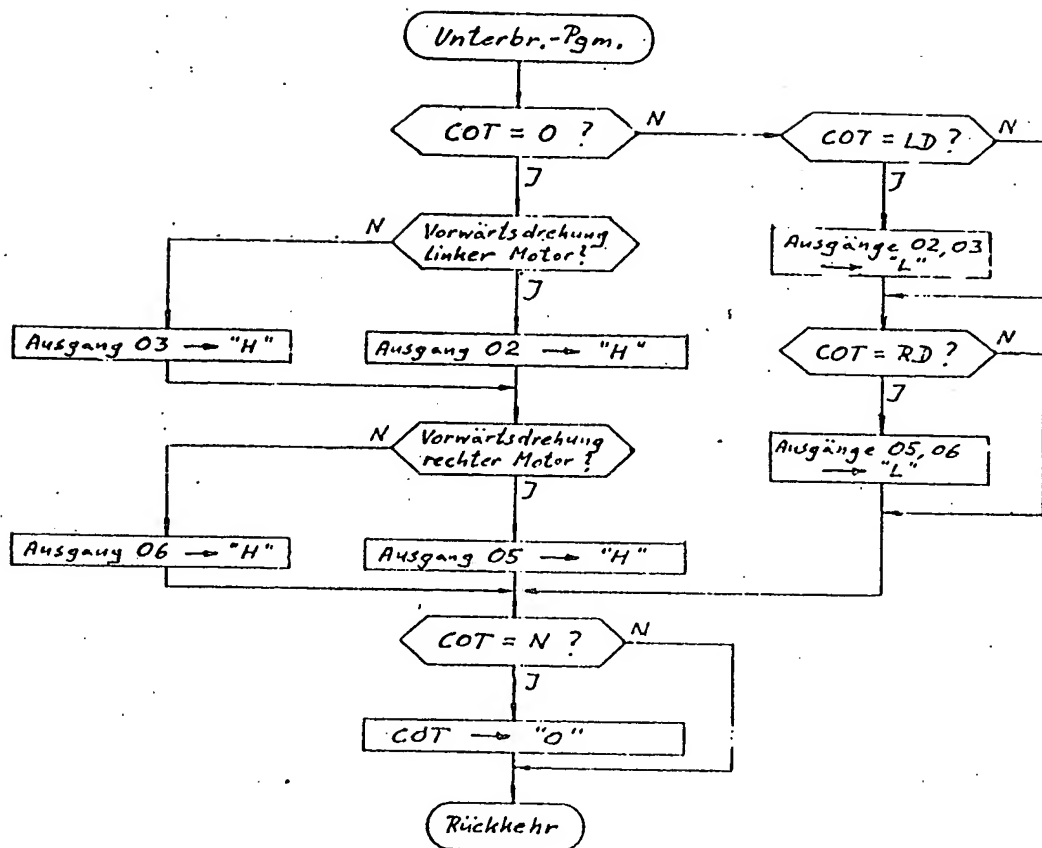 Unterbr.-Pgm.
COT = 0 ?
N
J
COT = LD ?
N
J
Vorwärtsdrehung
linker Motor?
N
J
Ausgänge 02, 03
→ "L"
Ausgang 03 → "H"
Ausgang 02 → "H"
COT = RD ?
N
J
Vorwärtsdrehung
rechter Motor?
N
J
Ausgänge 05, 06
→ "L"
Ausgang 06 → "H"
Ausgang 05 → "H"
COT = N ?
N
J
COT → "0"
Rückkehr